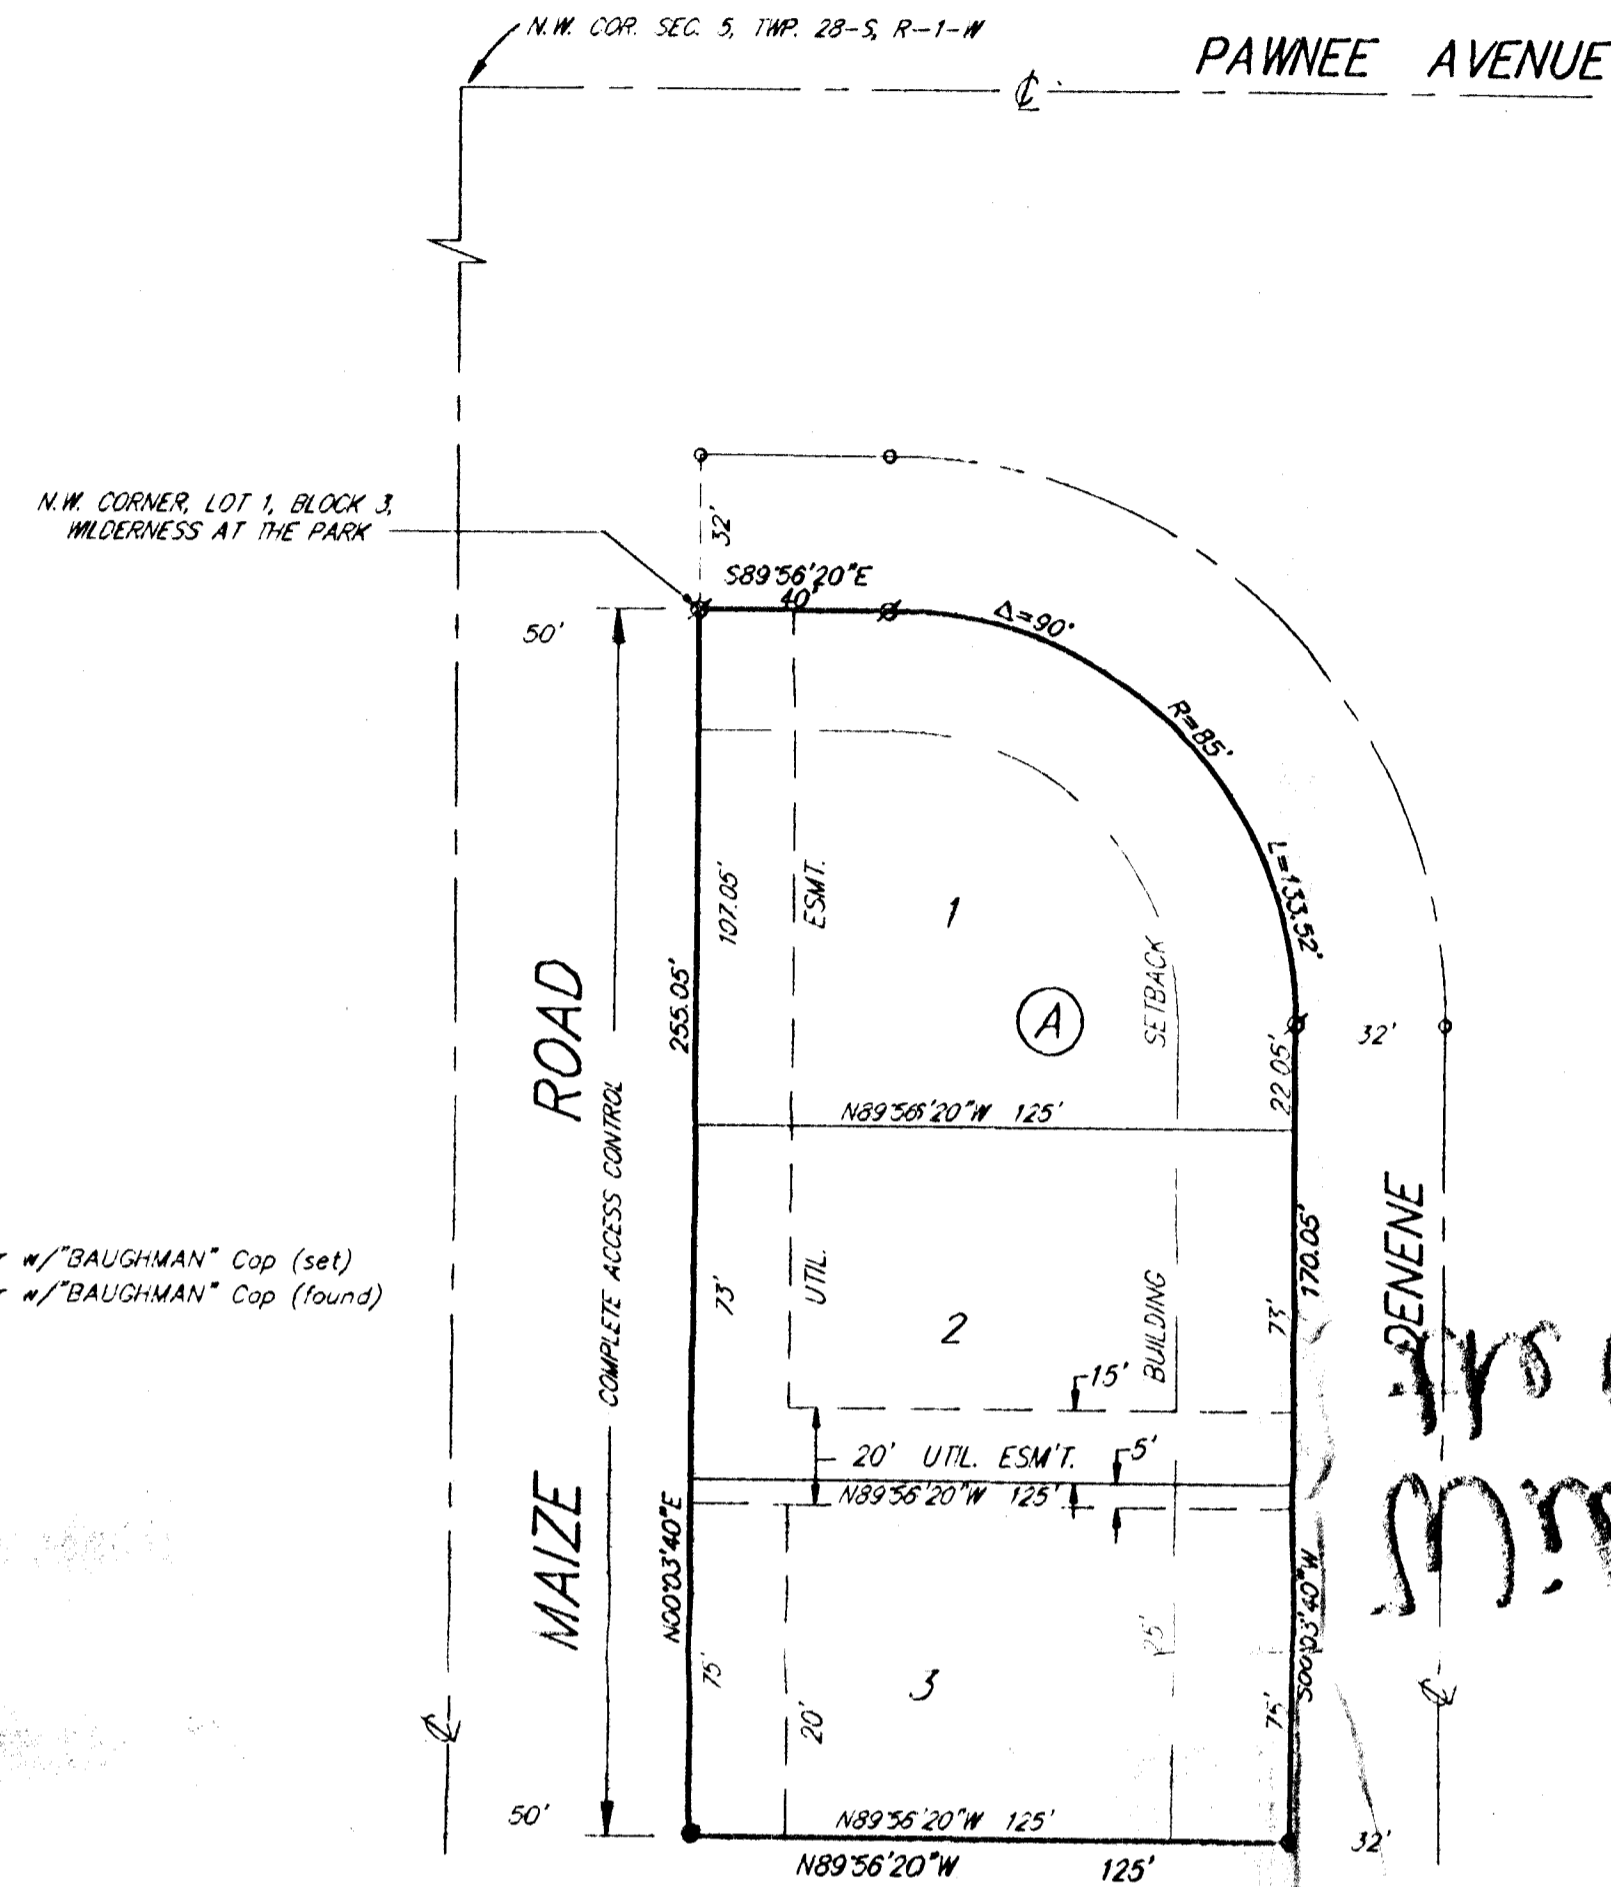 N.W. COR. SEC. 5, TWP. 28-S, R-1-W
PAWNEE AVENUE
N.W. CORNER, LOT 1, BLOCK 3,
WILDERNESS AT THE PARK
32'
S89°56'20"E
40'
Δ=90°
50'
R=85'
L=133.52'
107.05'
ESMT.
1
255.05'
A
SETBACK
32'
22.05'
N89°56'20"W 125'
MAIZE ROAD
COMPLETE ACCESS CONTROL
DENENE
170.05'
w/"BAUGHMAN" Cap (set)
w/"BAUGHMAN" Cap (found)
73'
UTIL.
2
BUILDING
73'
15'
20' UTIL. ESM'T.
5'
N89°56'20"W 125'
N00°03'40"E
S00°03'40"W
75'
20'
3
25'
75'
50'
N89°56'20"W 125'
32'
N89°56'20"W 125'